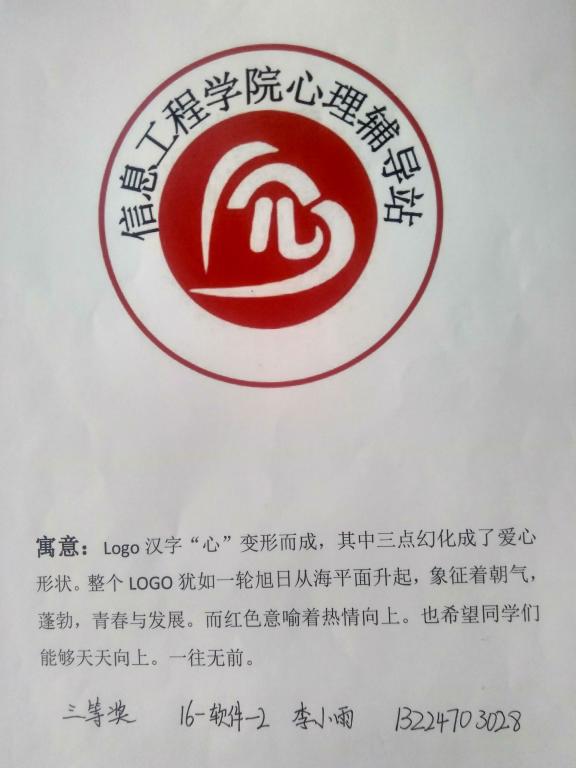 信息工程学院心理辅导站
寓意：Logo 汉字“心”变形而成，其中三点幻化成了爱心
形状。整个 LOGO 犹如一轮旭日从海平面升起，象征着朝气，
蓬勃，青春与发展。而红色意喻着热情向上。也希望同学们
能够天天向上。一往无前。
三等奖 16-软件-2 李小雨 13224703028